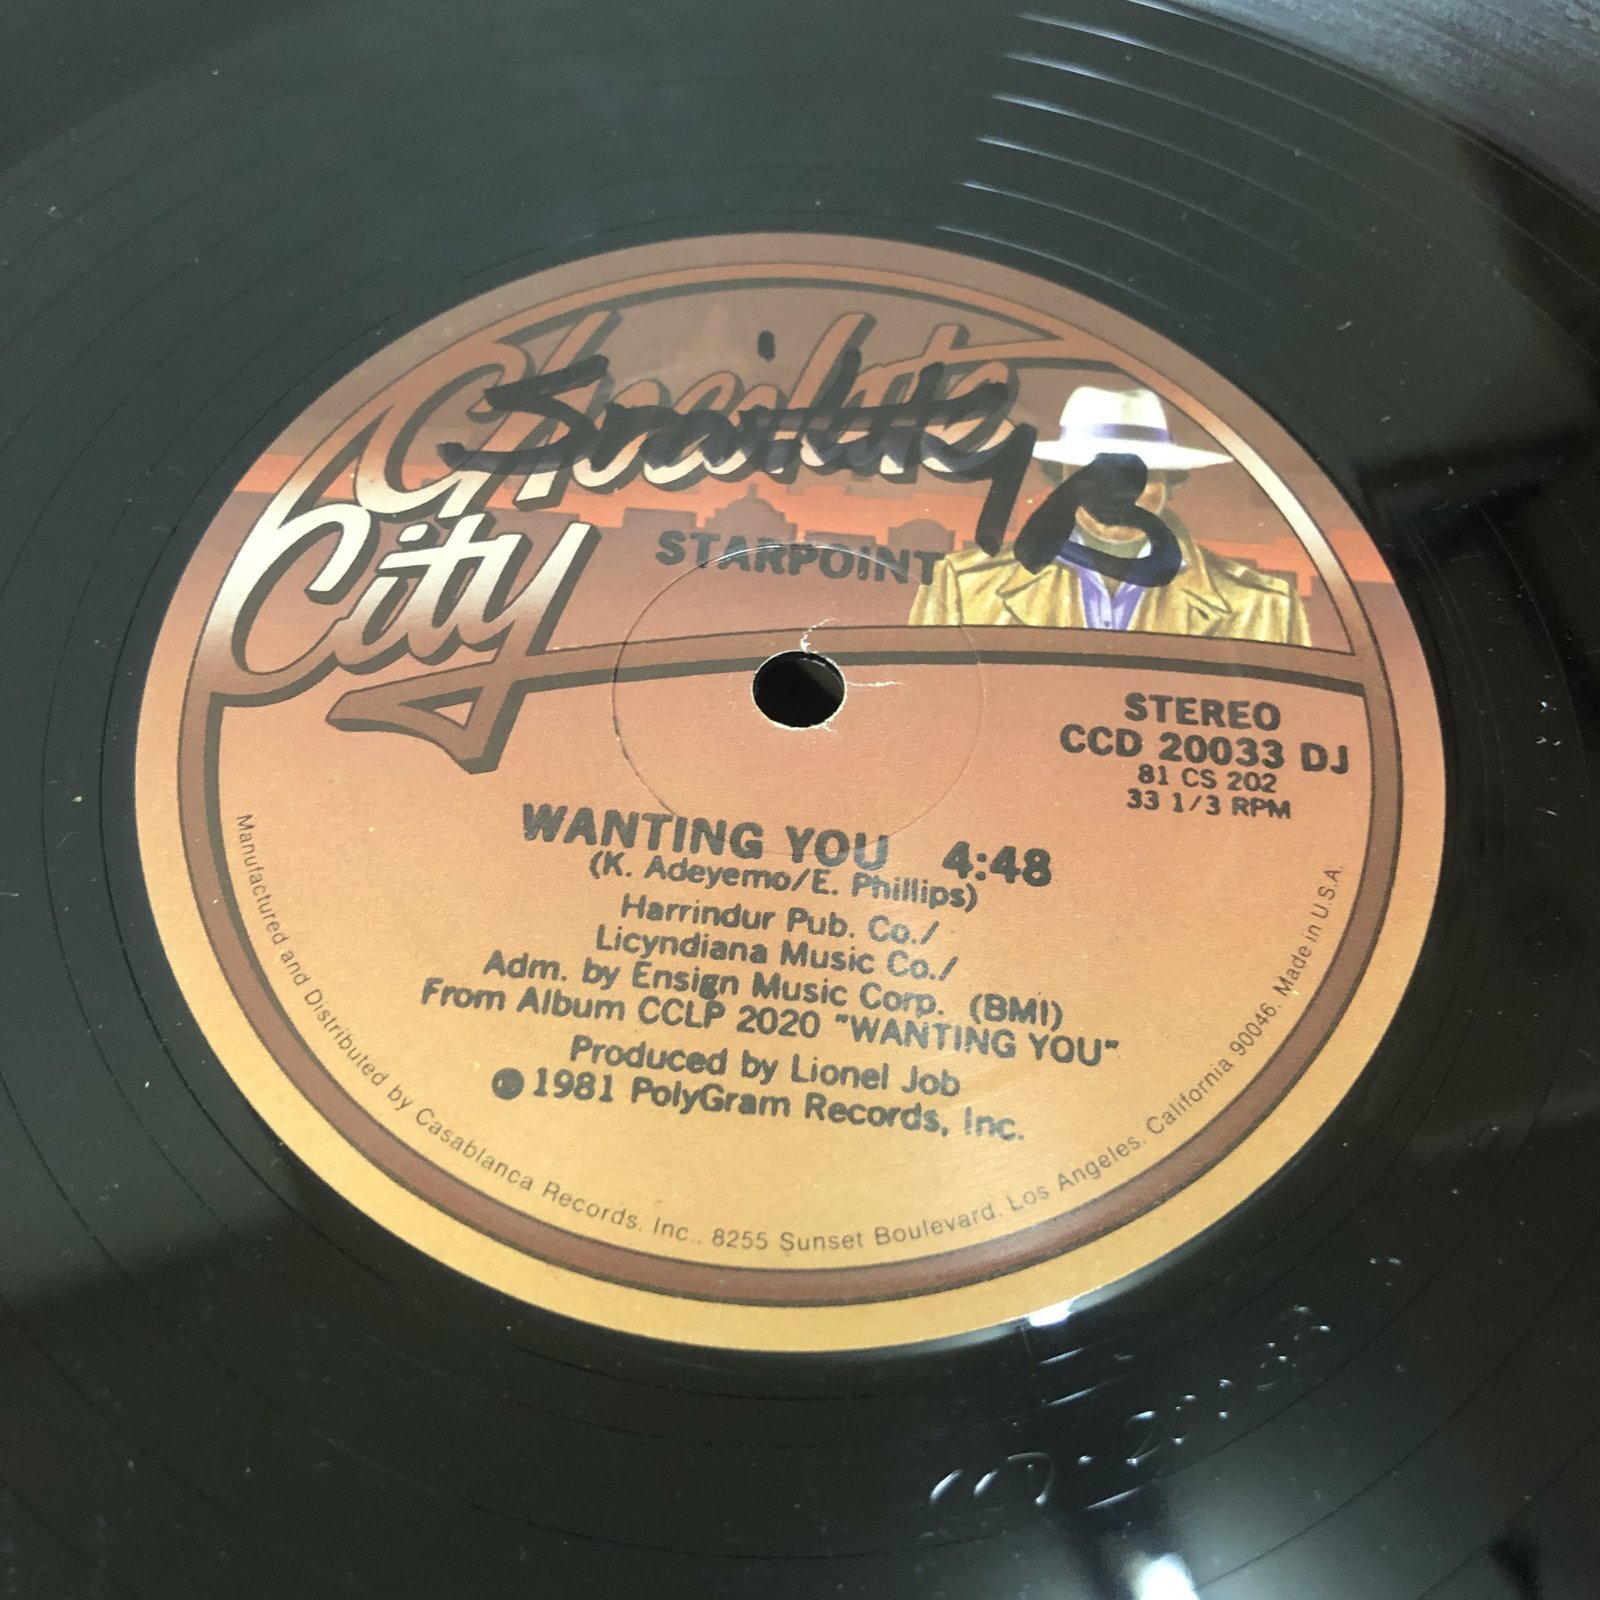 Chocolate
City
STARPOINT
STEREO
CCD 20033 DJ
81 CS 202
33 1/3 RPM
WANTING YOU 4:48
(K. Adeyemo/E. Phillips)
Harrindur Pub. Co./
Licyndiana Music Co./
Adm. by Ensign Music Corp. (BMI)
From Album CCLP 2020 "WANTING YOU"
Produced by Lionel Job
℗ 1981 PolyGram Records, Inc.
Manufactured and Distributed by Casablanca Records, Inc., 8255 Sunset Boulevard, Los Angeles, California 90046. Made in U.S.A.